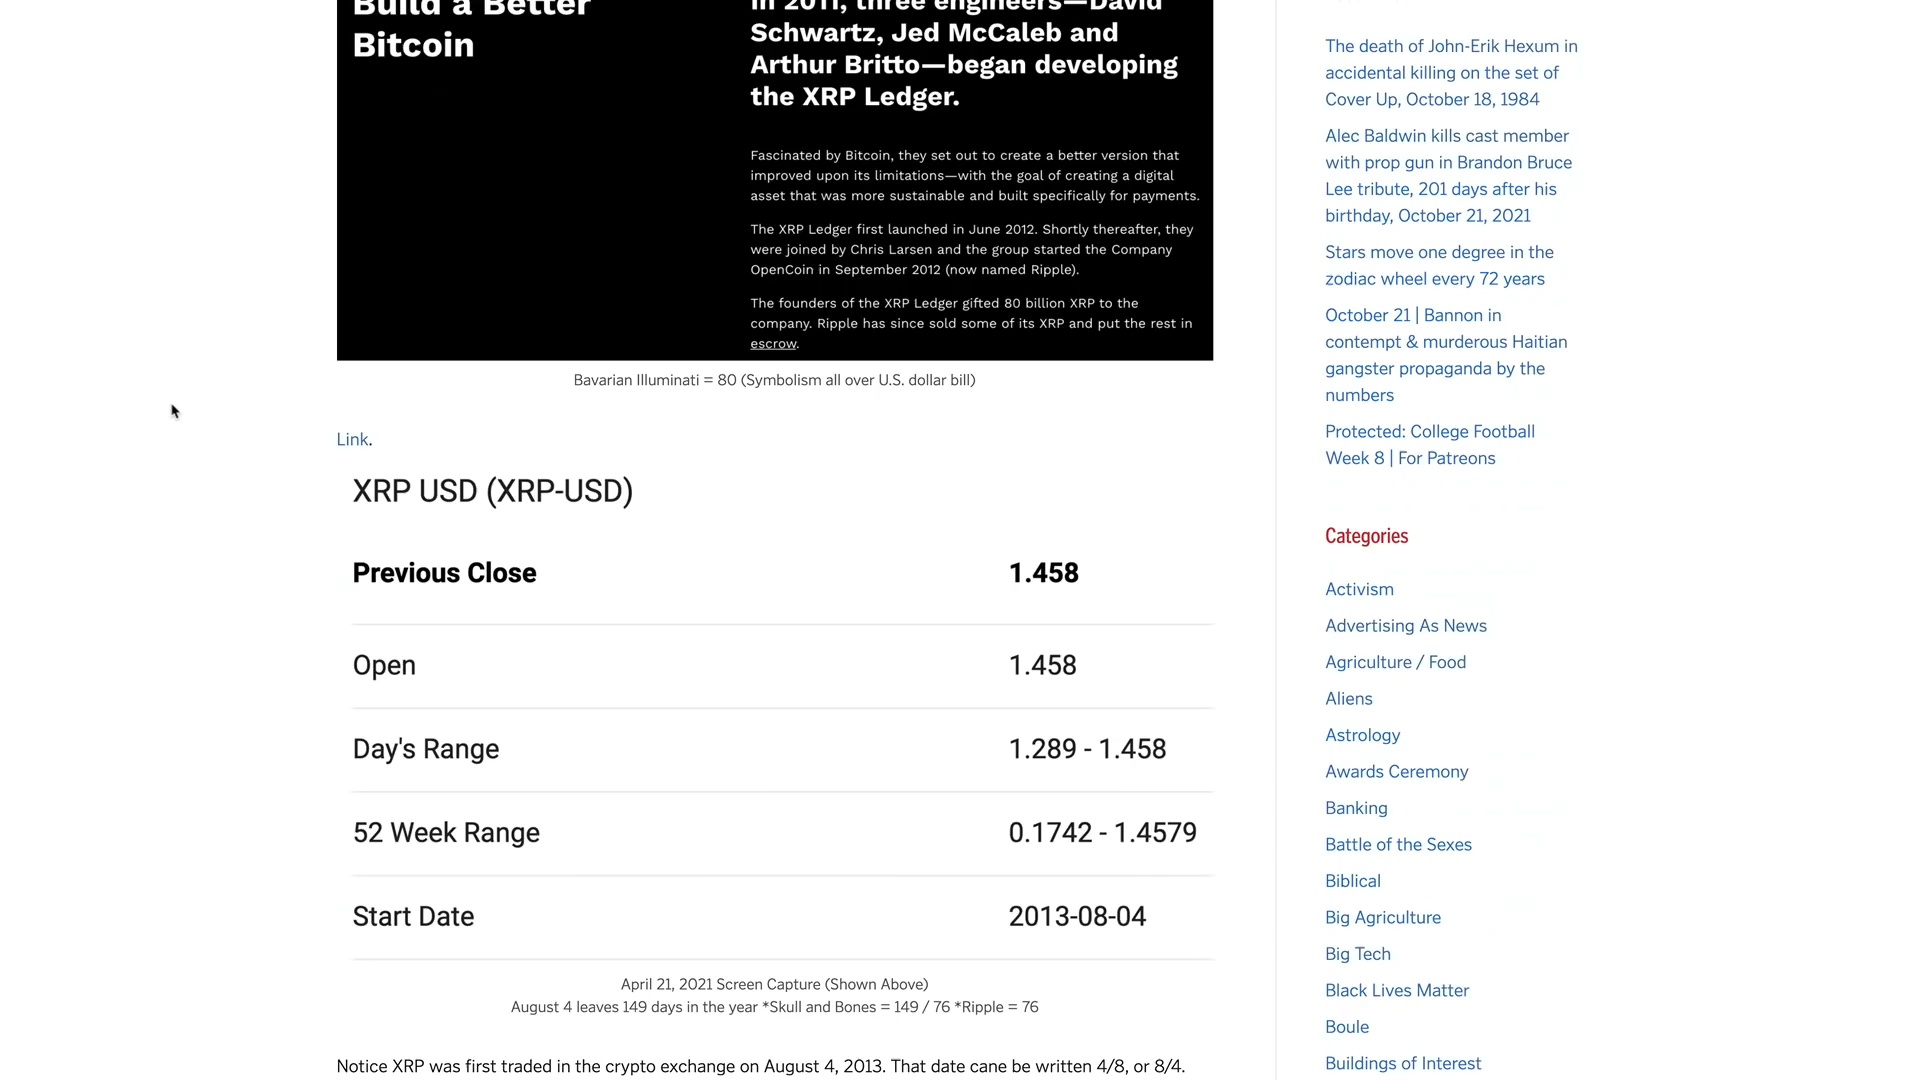 Build a Better
Bitcoin
In 2011, three engineers—David
Schwartz, Jed McCaleb and
Arthur Britto—began developing
the XRP Ledger.
Fascinated by Bitcoin, they set out to create a better version that
improved upon its limitations—with the goal of creating a digital
asset that was more sustainable and built specifically for payments.
The XRP Ledger first launched in June 2012. Shortly thereafter, they
were joined by Chris Larsen and the group started the Company
OpenCoin in September 2012 (now named Ripple).
The founders of the XRP Ledger gifted 80 billion XRP to the
company. Ripple has since sold some of its XRP and put the rest in
escrow.
Bavarian Illuminati = 80 (Symbolism all over U.S. dollar bill)
Link.
XRP USD (XRP-USD)
Previous Close 1.458
Open 1.458
Day's Range 1.289 - 1.458
52 Week Range 0.1742 - 1.4579
Start Date 2013-08-04
April 21, 2021 Screen Capture (Shown Above)
August 4 leaves 149 days in the year *Skull and Bones = 149 / 76 *Ripple = 76
Notice XRP was first traded in the crypto exchange on August 4, 2013. That date cane be written 4/8, or 8/4.
The death of John-Erik Hexum in
accidental killing on the set of
Cover Up, October 18, 1984
Alec Baldwin kills cast member
with prop gun in Brandon Bruce
Lee tribute, 201 days after his
birthday, October 21, 2021
Stars move one degree in the
zodiac wheel every 72 years
October 21 | Bannon in
contempt & murderous Haitian
gangster propaganda by the
numbers
Protected: College Football
Week 8 | For Patreons
Categories
Activism
Advertising As News
Agriculture / Food
Aliens
Astrology
Awards Ceremony
Banking
Battle of the Sexes
Biblical
Big Agriculture
Big Tech
Black Lives Matter
Boule
Buildings of Interest